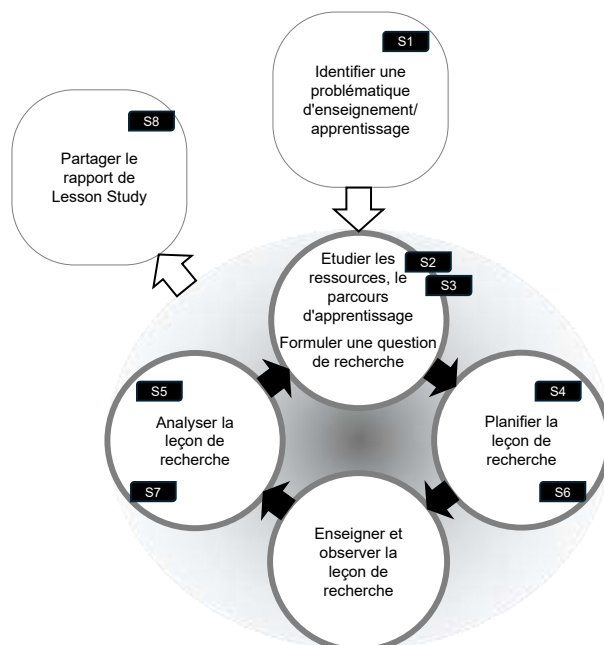 S1
Identifier une
problématique
d'enseignement/
apprentissage
S8
Partager le
rapport de
Lesson Study
S2
S3
Etudier les
ressources, le
parcours
d'apprentissage
Formuler une question
de recherche
S4
Planifier la
leçon de
recherche
S6
Enseigner et
observer la
leçon de
recherche
S5
Analyser la
leçon de
recherche
S7